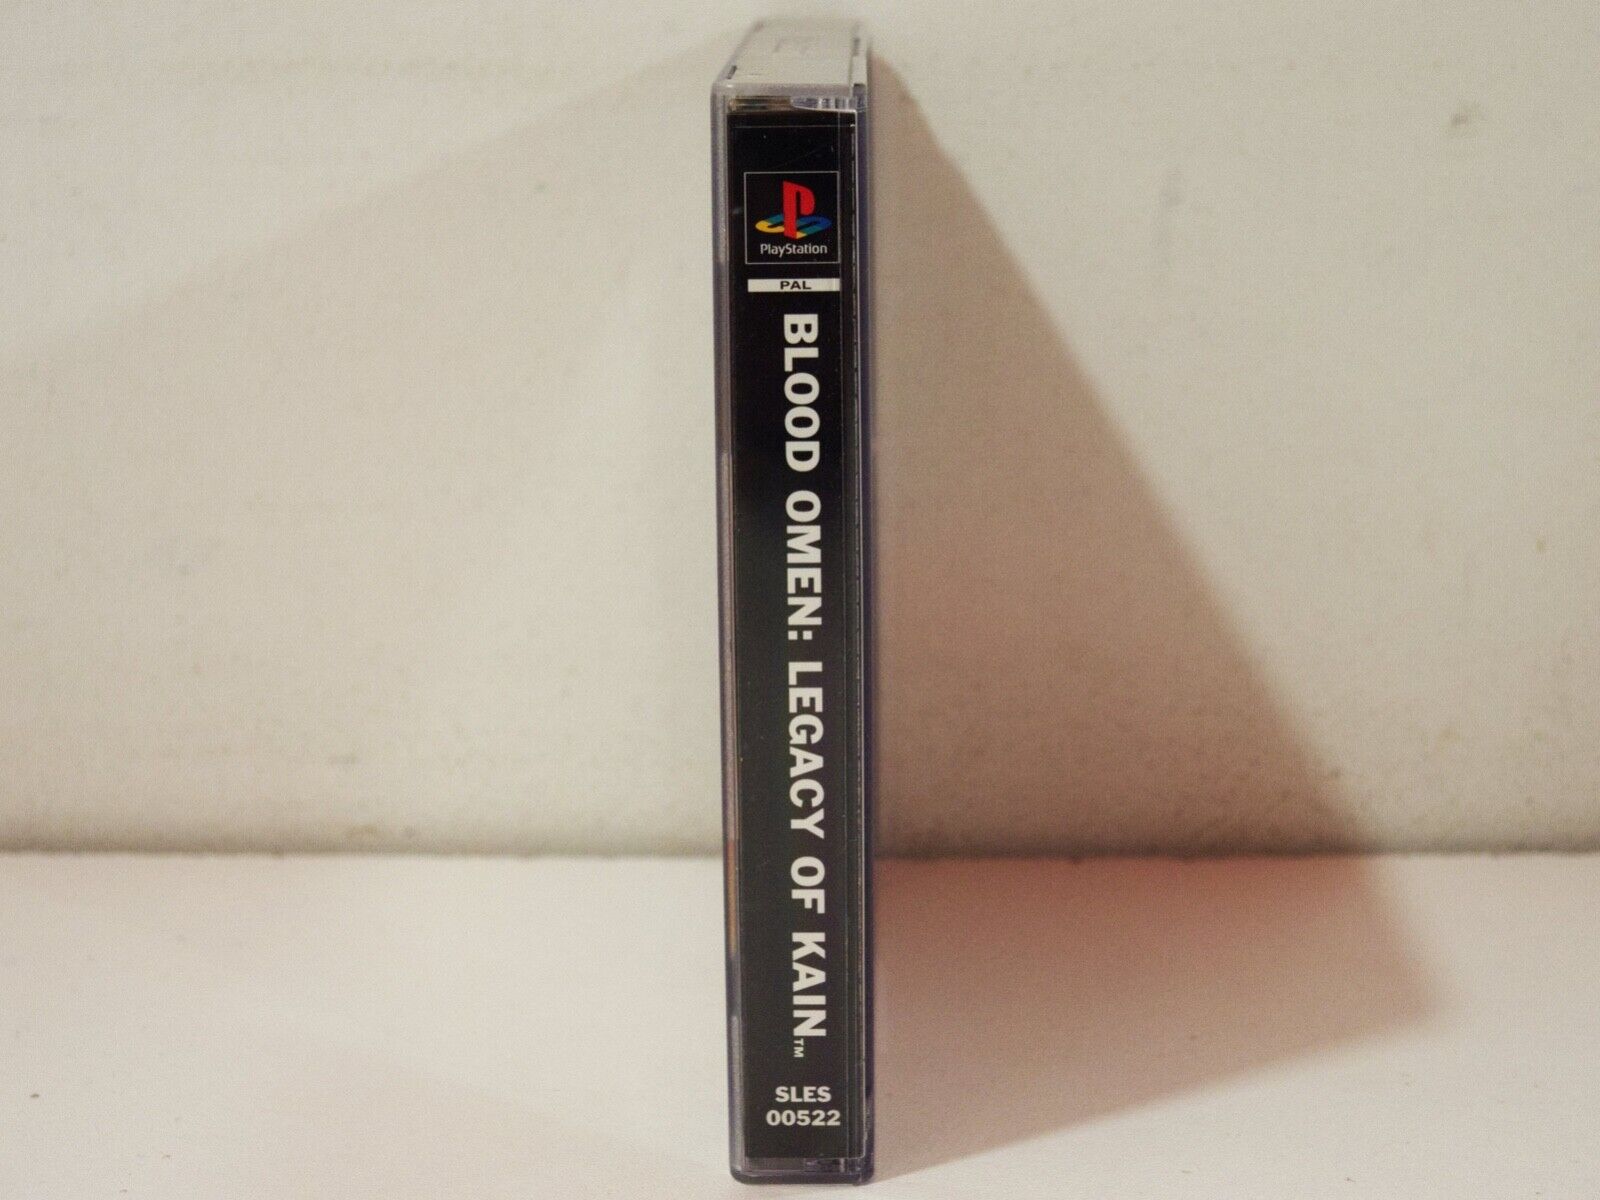 PlayStation
PAL
BLOOD OMEN: LEGACY OF KAIN™
SLES
00522